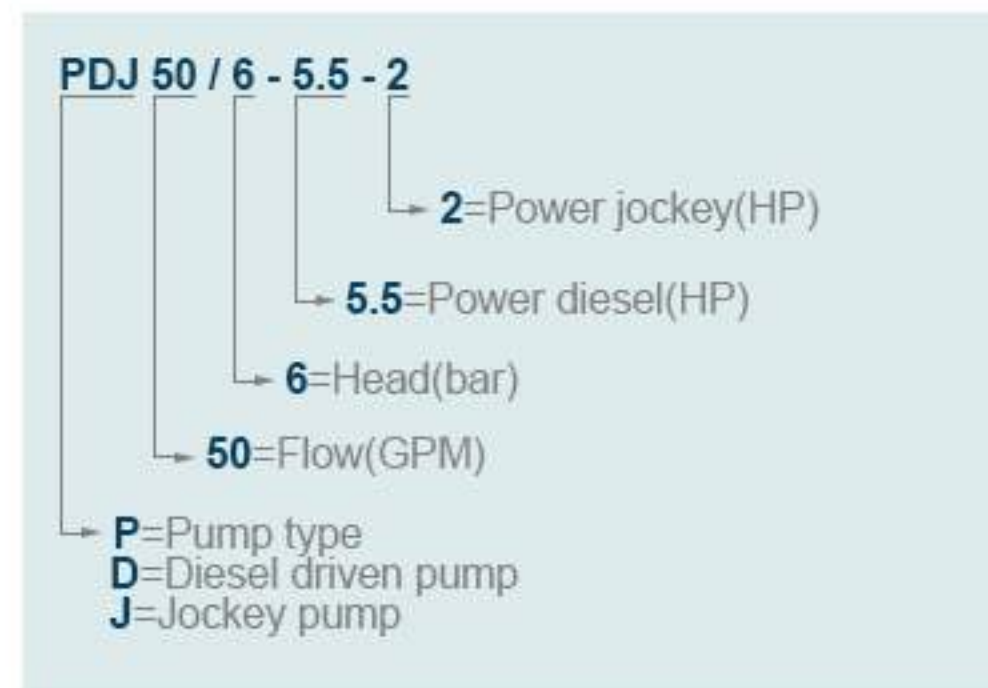 PDJ 50 / 6 - 5.5 - 2
2=Power jockey(HP)
5.5=Power diesel(HP)
6=Head(bar)
50=Flow(GPM)
P=Pump type
D=Diesel driven pump
J=Jockey pump